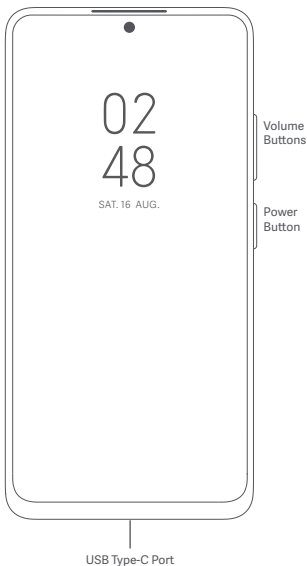 02
48
SAT. 16 AUG.
Volume
Buttons
Power
Button
USB Type-C Port